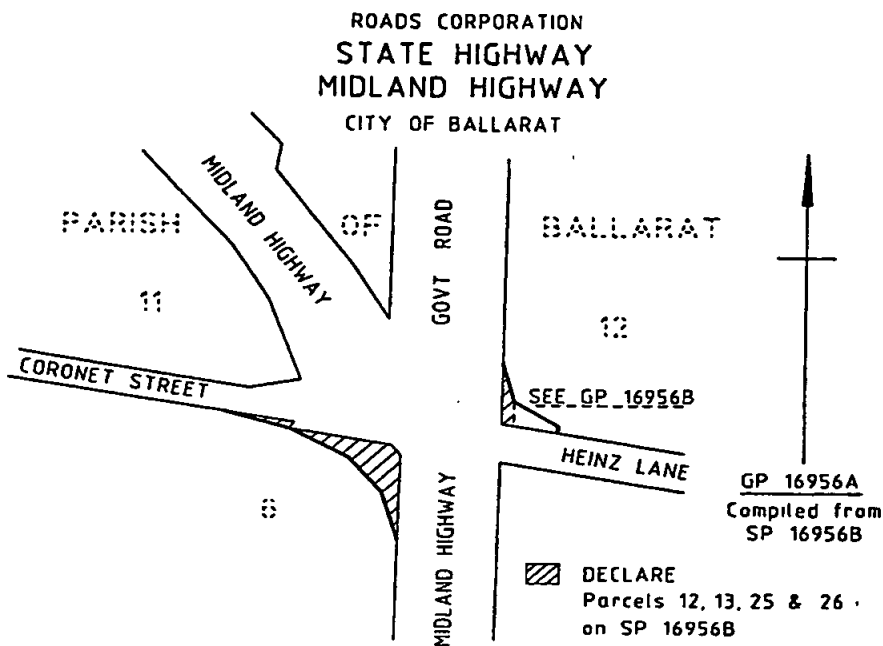 ROADS CORPORATION
STATE HIGHWAY
MIDLAND HIGHWAY
CITY OF BALLARAT
MIDLAND HIGHWAY
PARISH OF BALLARAT
GOVT ROAD
11
12
CORONET STREET
SEE GP 16956B
HEINZ LANE
GP 16956A
Compiled from
SP 16956B
6
MIDLAND HIGHWAY
DECLARE
Parcels 12, 13, 25 & 26
on SP 16956B